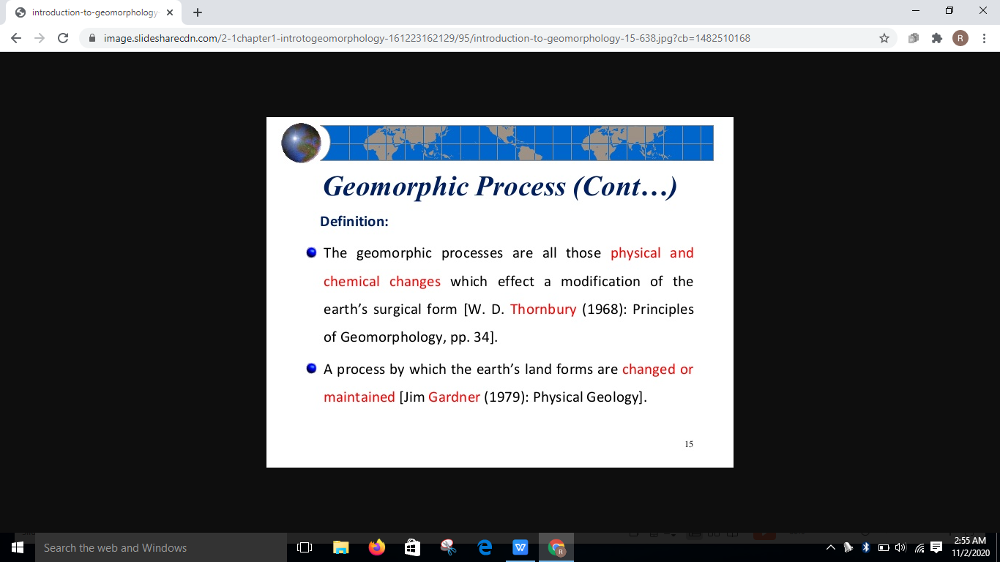 introduction-to-geomorphology-
image.slidesharecdn.com/2-1chapter1-introtogeomorphology-161223162129/95/introduction-to-geomorphology-15-638.jpg?cb=1482510168
R
Geomorphic Process (Cont…)
Definition:
The geomorphic processes are all those physical and
chemical changes which effect a modification of the
earth’s surgical form [W. D. Thornbury (1968): Principles
of Geomorphology, pp. 34].
A process by which the earth’s land forms are changed or
maintained [Jim Gardner (1979): Physical Geology].
15
Search the web and Windows
W
R
2:55 AM
11/2/2020